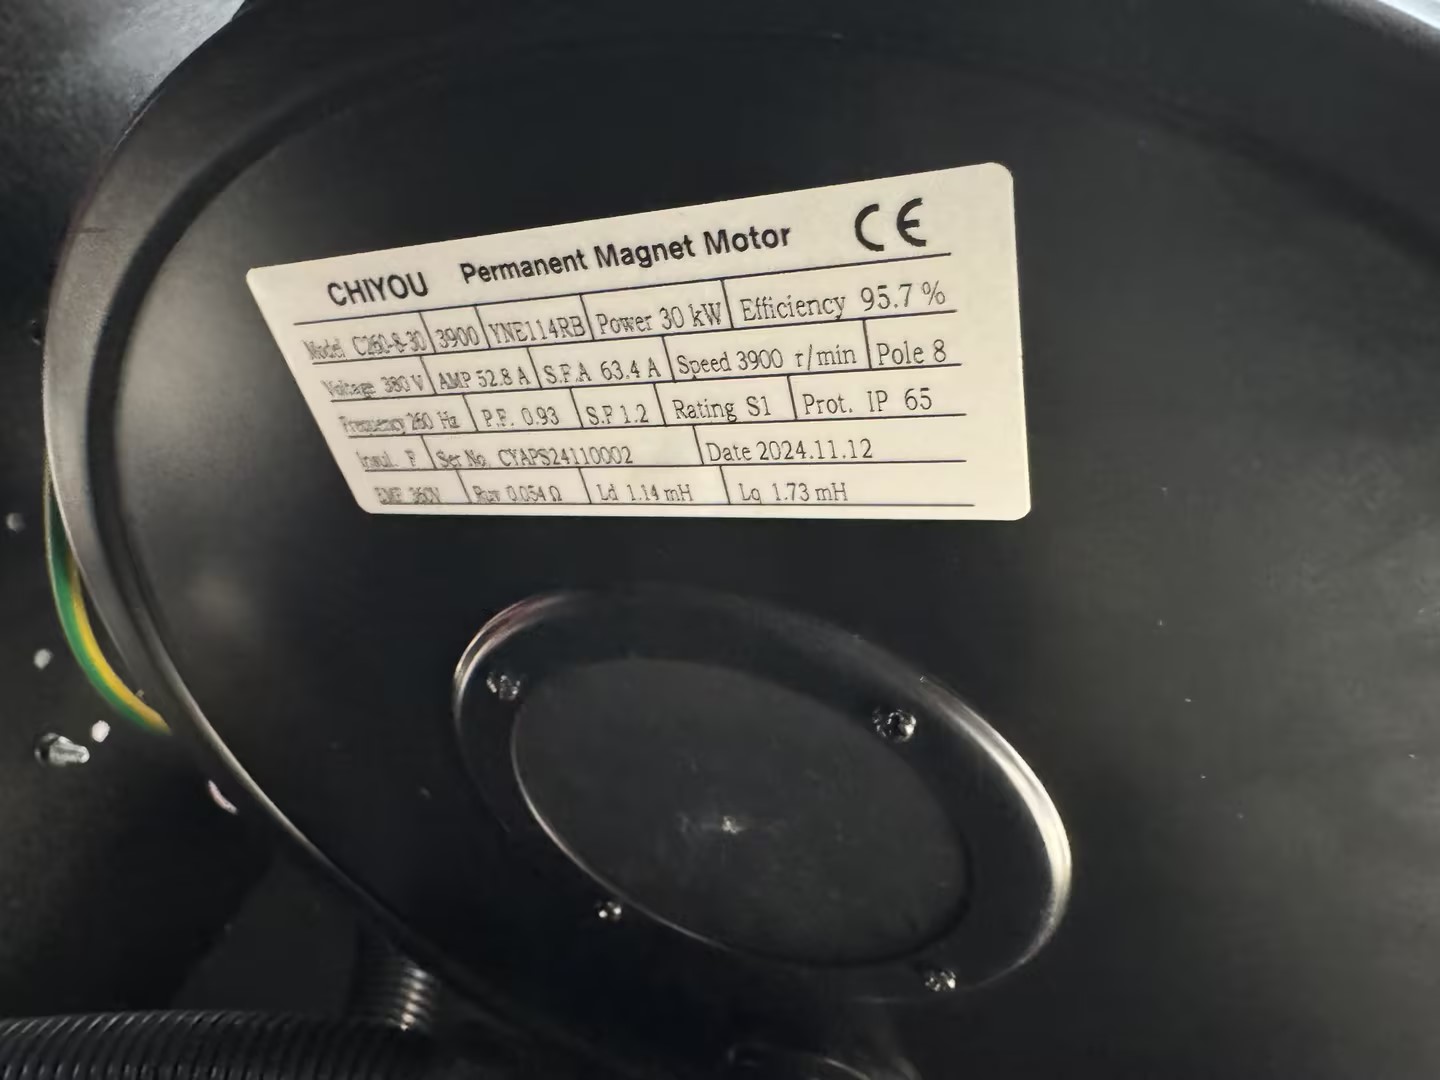 CHIYOU Permanent Magnet Motor CE
Model C260-8-30 3900 YNE114RB Power 30 kW Efficiency 95.7 %
Voltage 380 V AMP 52.8 A S.F.A 63.4 A Speed 3900 r/min Pole 8
Frequency 260 Hz P.F. 0.93 S.F 1.2 Rating S1 Prot. IP 65
Insul. F Ser No. CYAPS24110002 Date 2024.11.12
EMF 360V Ruv 0.054 Ω Ld 1.14 mH Lq 1.73 mH